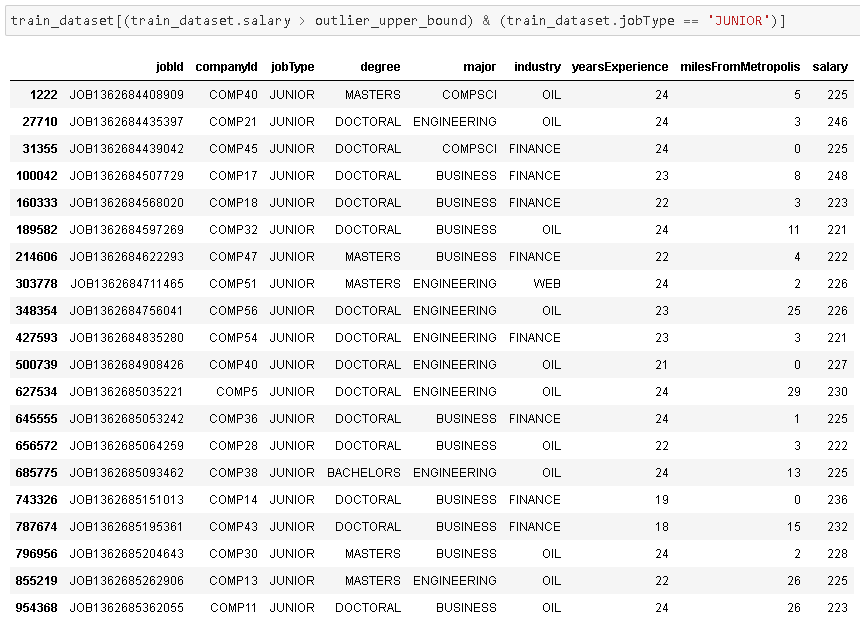 train_dataset[(train_dataset.salary > outlier_upper_bound) & (train_dataset.jobType == 'JUNIOR')]
jobId companyId jobType degree major industry yearsExperience milesFromMetropolis salary
1222 JOB1362684408909 COMP40 JUNIOR MASTERS COMPSCI OIL 24 5 225
27710 JOB1362684435397 COMP21 JUNIOR DOCTORAL ENGINEERING OIL 24 3 246
31355 JOB1362684439042 COMP45 JUNIOR DOCTORAL COMPSCI FINANCE 24 0 225
100042 JOB1362684507729 COMP17 JUNIOR DOCTORAL BUSINESS FINANCE 23 8 248
160333 JOB1362684568020 COMP18 JUNIOR DOCTORAL BUSINESS FINANCE 22 3 223
189582 JOB1362684597269 COMP32 JUNIOR DOCTORAL BUSINESS OIL 24 11 221
214606 JOB1362684622293 COMP47 JUNIOR MASTERS BUSINESS FINANCE 22 4 222
303778 JOB1362684711465 COMP51 JUNIOR MASTERS ENGINEERING WEB 24 2 226
348354 JOB1362684756041 COMP56 JUNIOR DOCTORAL ENGINEERING OIL 23 25 226
427593 JOB1362684835280 COMP54 JUNIOR DOCTORAL ENGINEERING FINANCE 23 3 221
500739 JOB1362684908426 COMP40 JUNIOR DOCTORAL ENGINEERING OIL 21 0 227
627534 JOB1362685035221 COMP5 JUNIOR DOCTORAL ENGINEERING OIL 24 29 230
645555 JOB1362685053242 COMP36 JUNIOR DOCTORAL BUSINESS FINANCE 24 1 225
656572 JOB1362685064259 COMP28 JUNIOR DOCTORAL BUSINESS OIL 22 3 222
685775 JOB1362685093462 COMP38 JUNIOR BACHELORS ENGINEERING OIL 24 13 225
743326 JOB1362685151013 COMP14 JUNIOR DOCTORAL BUSINESS FINANCE 19 0 236
787674 JOB1362685195361 COMP43 JUNIOR DOCTORAL BUSINESS FINANCE 18 15 232
796956 JOB1362685204643 COMP30 JUNIOR MASTERS BUSINESS OIL 24 2 228
855219 JOB1362685262906 COMP13 JUNIOR MASTERS ENGINEERING OIL 22 26 225
954368 JOB1362685362055 COMP11 JUNIOR DOCTORAL BUSINESS OIL 24 26 223